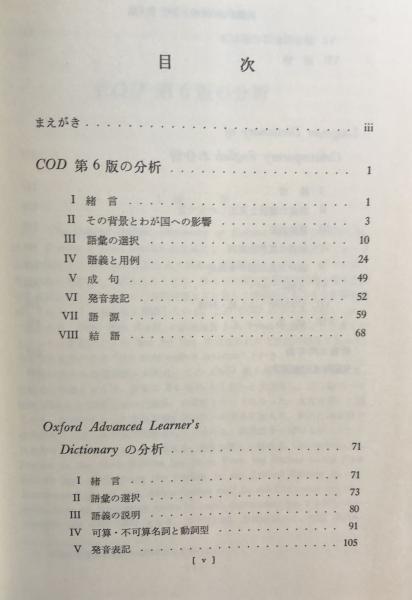 目 次
まえがき iii
COD 第6版の分析 1
I 緒言 1
II その背景とわが国への影響 3
III 語彙の選択 10
IV 語義と用例 24
V 成句 49
VI 発音表記 52
VII 語源 59
VIII 結語 68
Oxford Advanced Learner's
Dictionary の分析 71
I 緒言 71
II 語彙の選択 73
III 語義の説明 80
IV 可算・不可算名詞と動詞型 91
V 発音表記 105
[ v ]